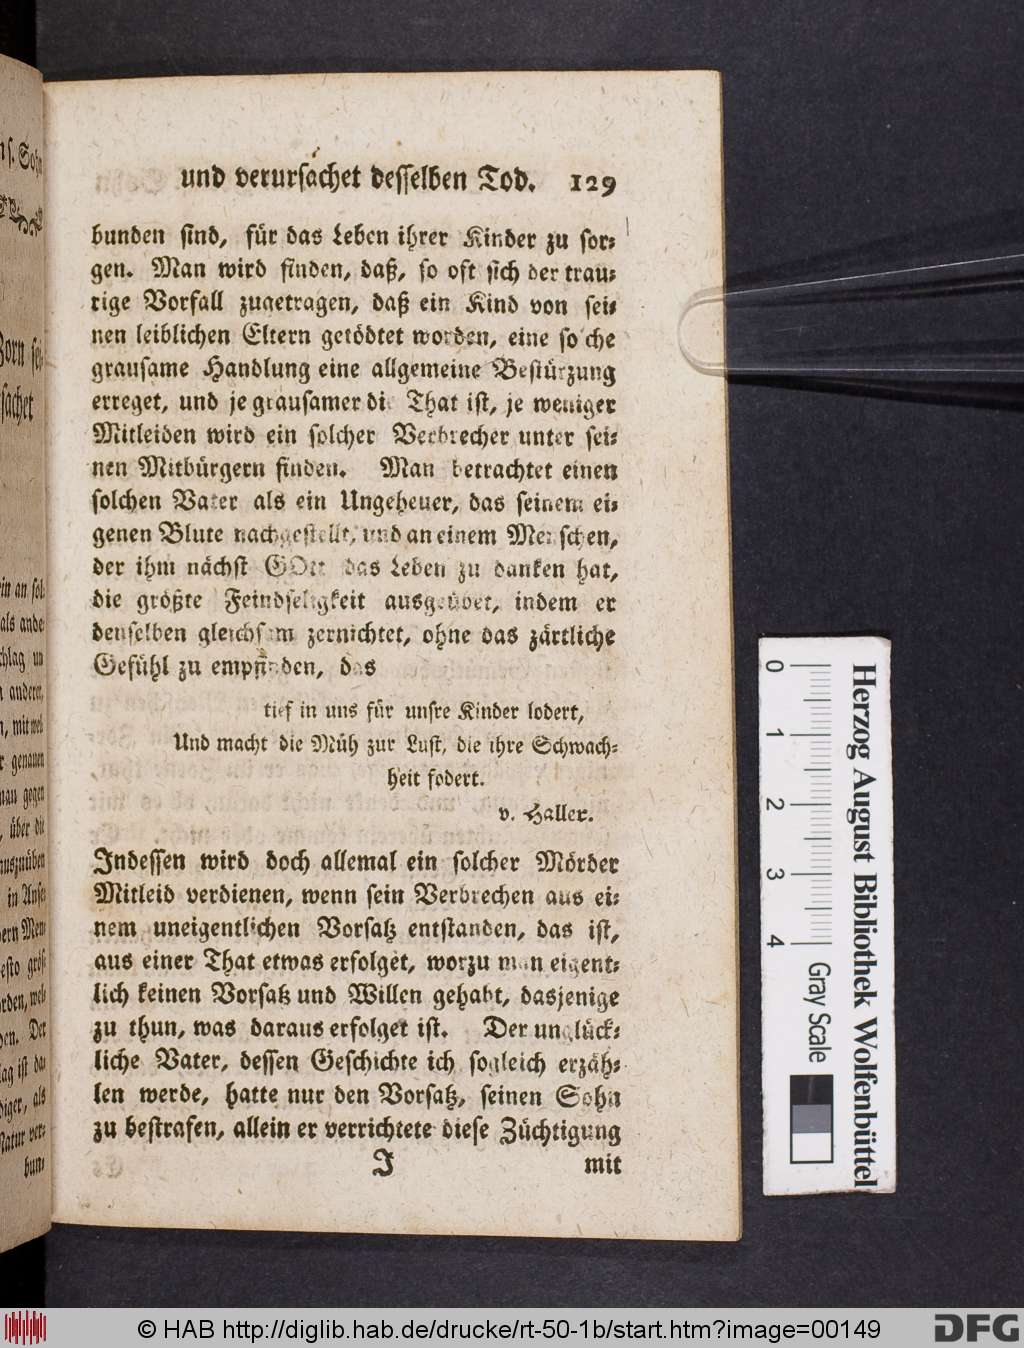 und verursachet desselben Tod. 129
bunden sind, für das Leben ihrer Kinder zu sor-
gen. Man wird finden, daß, so oft sich der trau-
rige Vorfall zugetragen, daß ein Kind von sei-
nen leiblichen Eltern getödtet worden, eine solche
grausame Handlung eine allgemeine Bestürzung
erreget, und je grausamer die That ist, je weniger
Mitleiden wird ein solcher Verbrecher unter sei-
nen Mitbürgern finden. Man betrachtet einen
solchen Vater als ein Ungeheuer, das seinem ei-
genen Blute nachgestellt, und an einem Menschen,
der ihm nächst GOtt das Leben zu danken hat,
die größte Feindseligkeit ausgeübet, indem er
denselben gleichsam zernichtet, ohne das zärtliche
Gefühl zu empfinden, das
tief in uns für unsre Kinder lodert,
Und macht die Müh zur Lust, die ihre Schwach-
heit fodert.
v. Haller.
Indessen wird doch allemal ein solcher Mörder
Mitleid verdienen, wenn sein Verbrechen aus ei-
nem uneigentlichen Vorsatz entstanden, das ist,
aus einer That etwas erfolget, worzu man eigent-
lich keinen Vorsatz und Willen gehabt, dasjenige
zu thun, was daraus erfolget ist. Der unglück-
liche Vater, dessen Geschichte ich sogleich erzäh-
len werde, hatte nur den Vorsatz, seinen Sohn
zu bestrafen, allein er verrichtete diese Züchtigung
J mit
0 1 2 3 4 Gray Scale
Herzog August Bibliothek Wolfenbüttel
© HAB http://diglib.hab.de/drucke/rt-50-1b/start.htm?image=00149
DFG